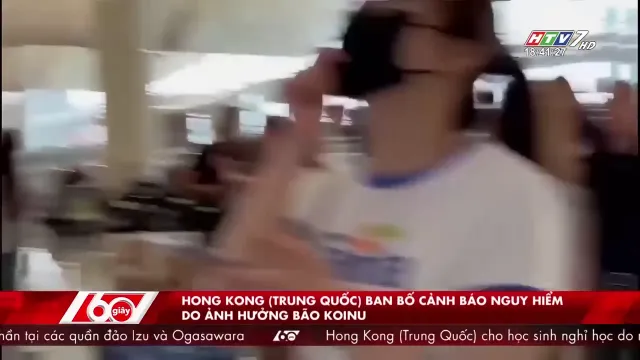 HTV7HD
18:41:27
60 giây
HONG KONG (TRUNG QUỐC) BAN BỐ CẢNH BÁO NGUY HIỂM
DO ẢNH HƯỞNG BÃO KOINU
hần tại các quần đảo Izu và Ogasawara
Hong Kong (Trung Quốc) cho học sinh nghỉ học do